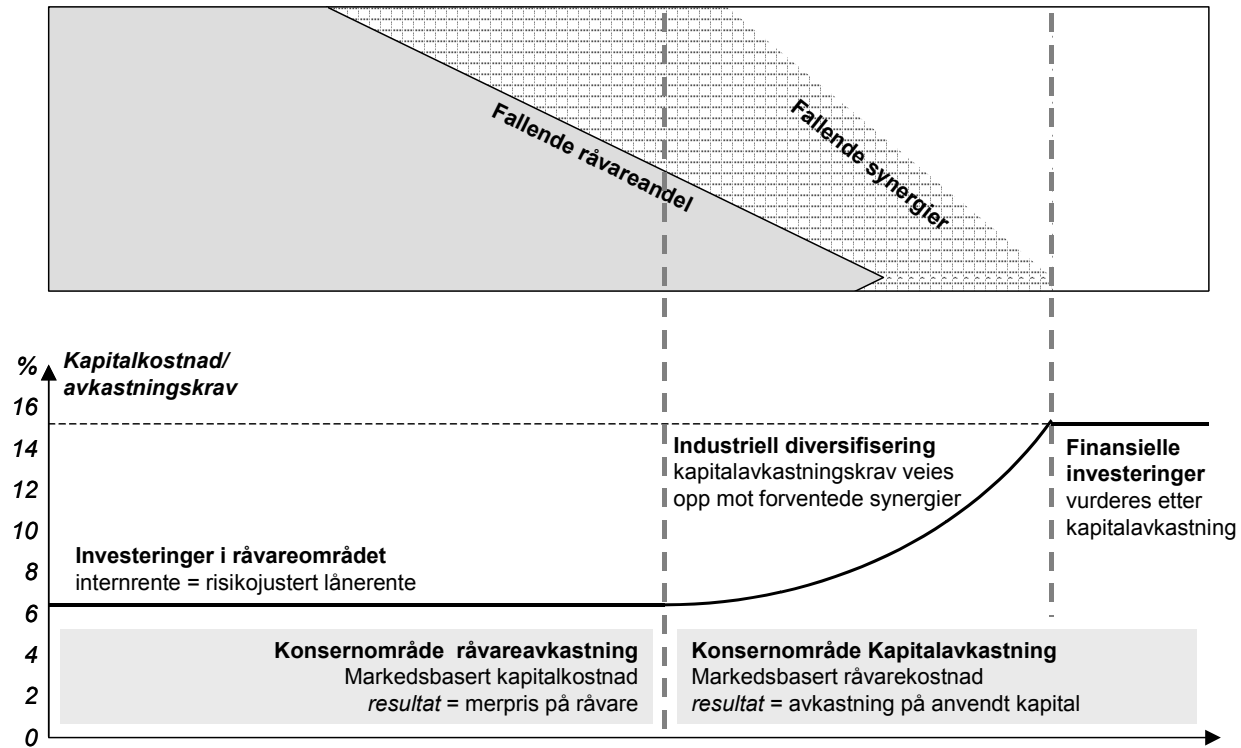 Fallende råvareandel
Fallende synergier
%
Kapitalkostnad/
avkastningskrav
16
14
12
10
8
6
4
2
0
Industriell diversifisering
kapitalavkastningskrav veies
opp mot forventede synergier
Finansielle
investeringer
vurderes etter
kapitalavkastning
Investeringer i råvareområdet
internrente = risikojustert lånerente
Konsernområde råvareavkastning
Markedsbasert kapitalkostnad
resultat = merpris på råvare
Konsernområde Kapitalavkastning
Markedsbasert råvarekostnad
resultat = avkastning på anvendt kapital